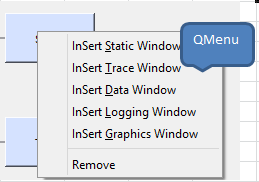 InSert Static Window
InSert Trace Window
QMenu
InSert Data Window
InSert Logging Window
InSert Graphics Window
Remove